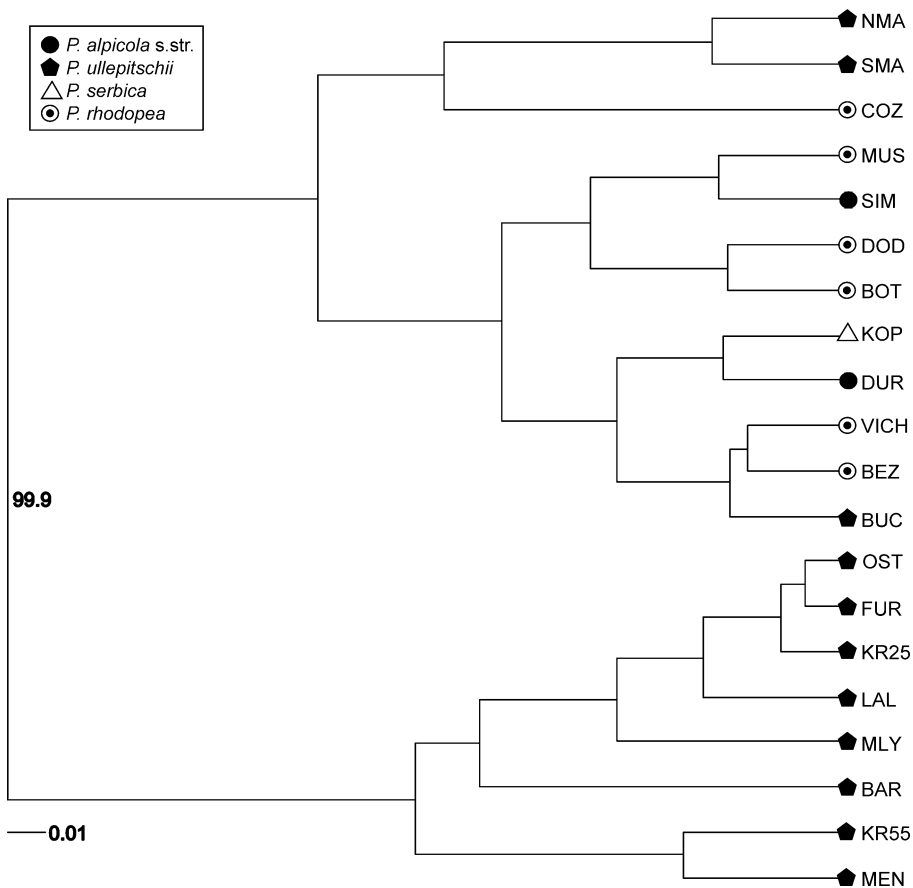 P. alpicola s.str.
P. ullepitschii
P. serbica
P. rhodopea
NMA
SMA
COZ
MUS
SIM
DOD
BOT
KOP
DUR
VICH
BEZ
99.9
BUC
OST
FUR
KR25
LAL
MLY
BAR
0.01
KR55
MEN